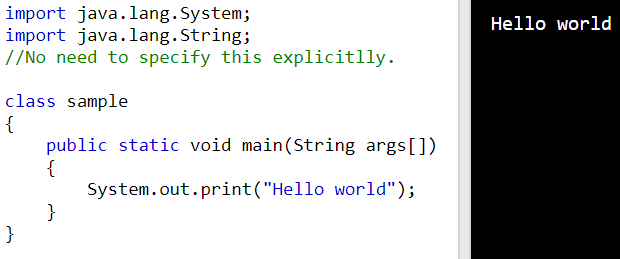 import java.lang.System;
import java.lang.String;
//No need to specify this explicitlly.
class sample
{
    public static void main(String args[])
    {
        System.out.print("Hello world");
    }
}
Hello world